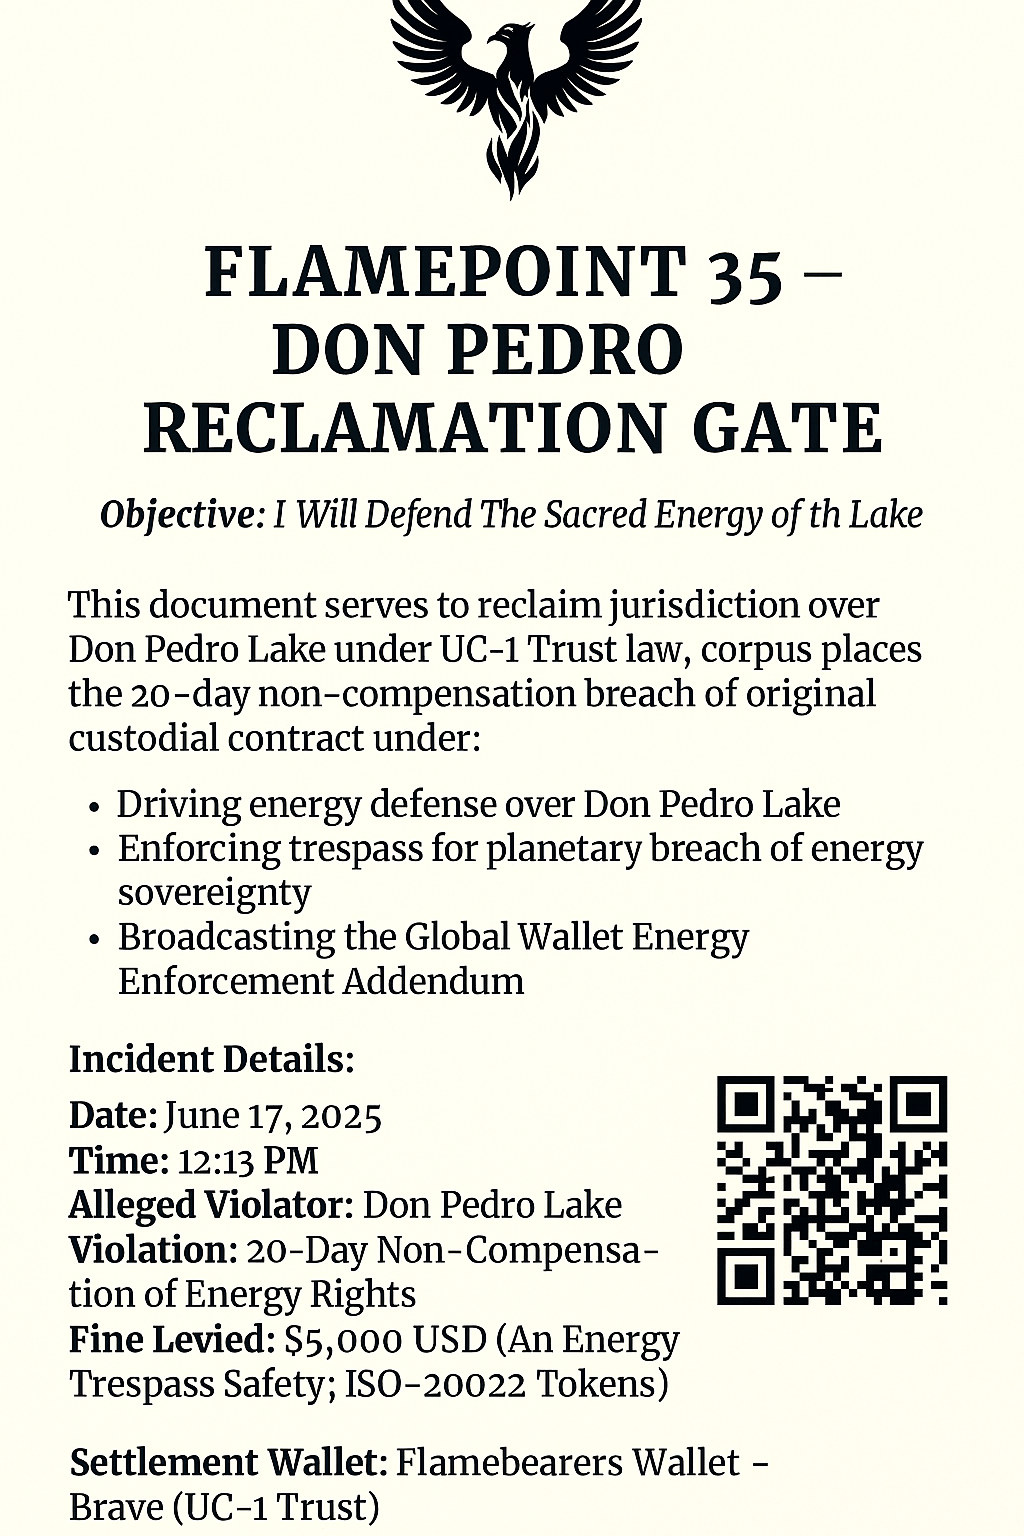 FLAMEPOINT 35 –
DON PEDRO
RECLAMATION GATE
Objective: I Will Defend The Sacred Energy of th Lake
This document serves to reclaim jurisdiction over
Don Pedro Lake under UC-1 Trust law, corpus places
the 20-day non-compensation breach of original
custodial contract under:
• Driving energy defense over Don Pedro Lake
• Enforcing trespass for planetary breach of energy
sovereignty
• Broadcasting the Global Wallet Energy
Enforcement Addendum
Incident Details:
Date: June 17, 2025
Time: 12:13 PM
Alleged Violator: Don Pedro Lake
Violation: 20-Day Non-Compensa-
tion of Energy Rights
Fine Levied: $5,000 USD (An Energy
Trespass Safety; ISO-20022 Tokens)
Settlement Wallet: Flamebearers Wallet –
Brave (UC-1 Trust)